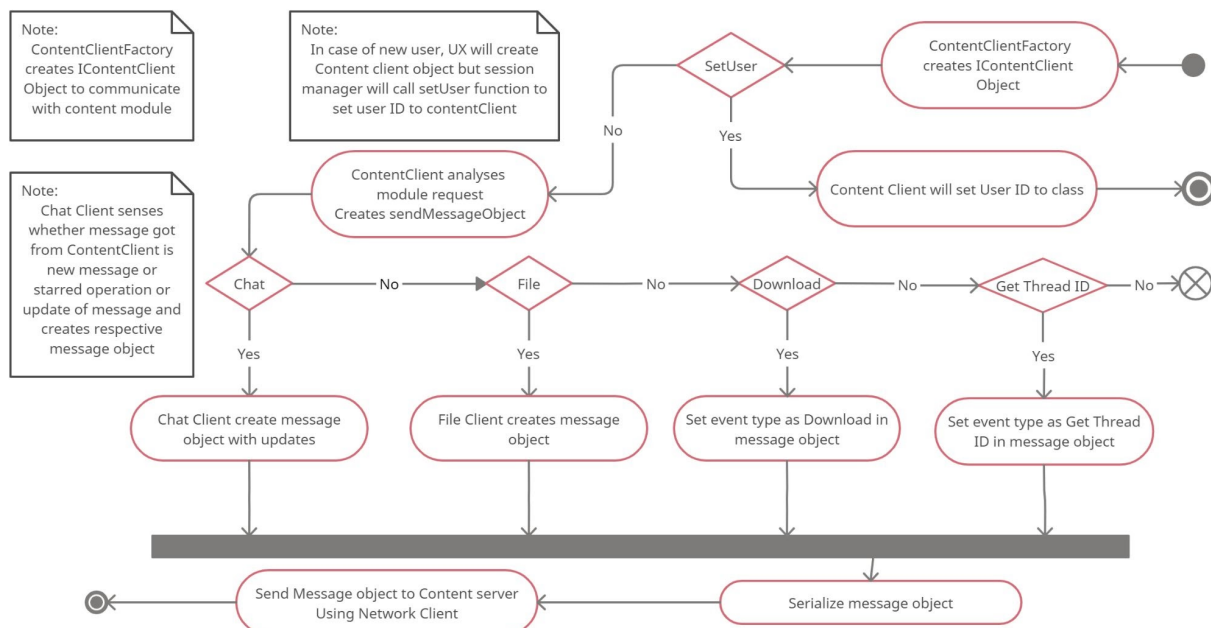 Note:
ContentClientFactory
creates IContentClient
Object to communicate
with content module
Note:
In case of new user, UX will create
Content client object but session
manager will call setUser function to
set user ID to contentClient
SetUser
ContentClientFactory
creates IContentClient
Object
No
Yes
Note:
Chat Client senses
whether message got
from ContentClient is
new message or
starred operation or
update of message and
creates respective
message object
ContentClient analyses
module request
Creates sendMessageObject
Content Client will set User ID to class
Chat
No
File
No
Download
No
Get Thread ID
No
Yes
Yes
Yes
Yes
Chat Client create message
object with updates
File Client creates message
object
Set event type as Download in
message object
Set event type as Get Thread
ID in message object
Send Message object to Content server
Using Network Client
Serialize message object